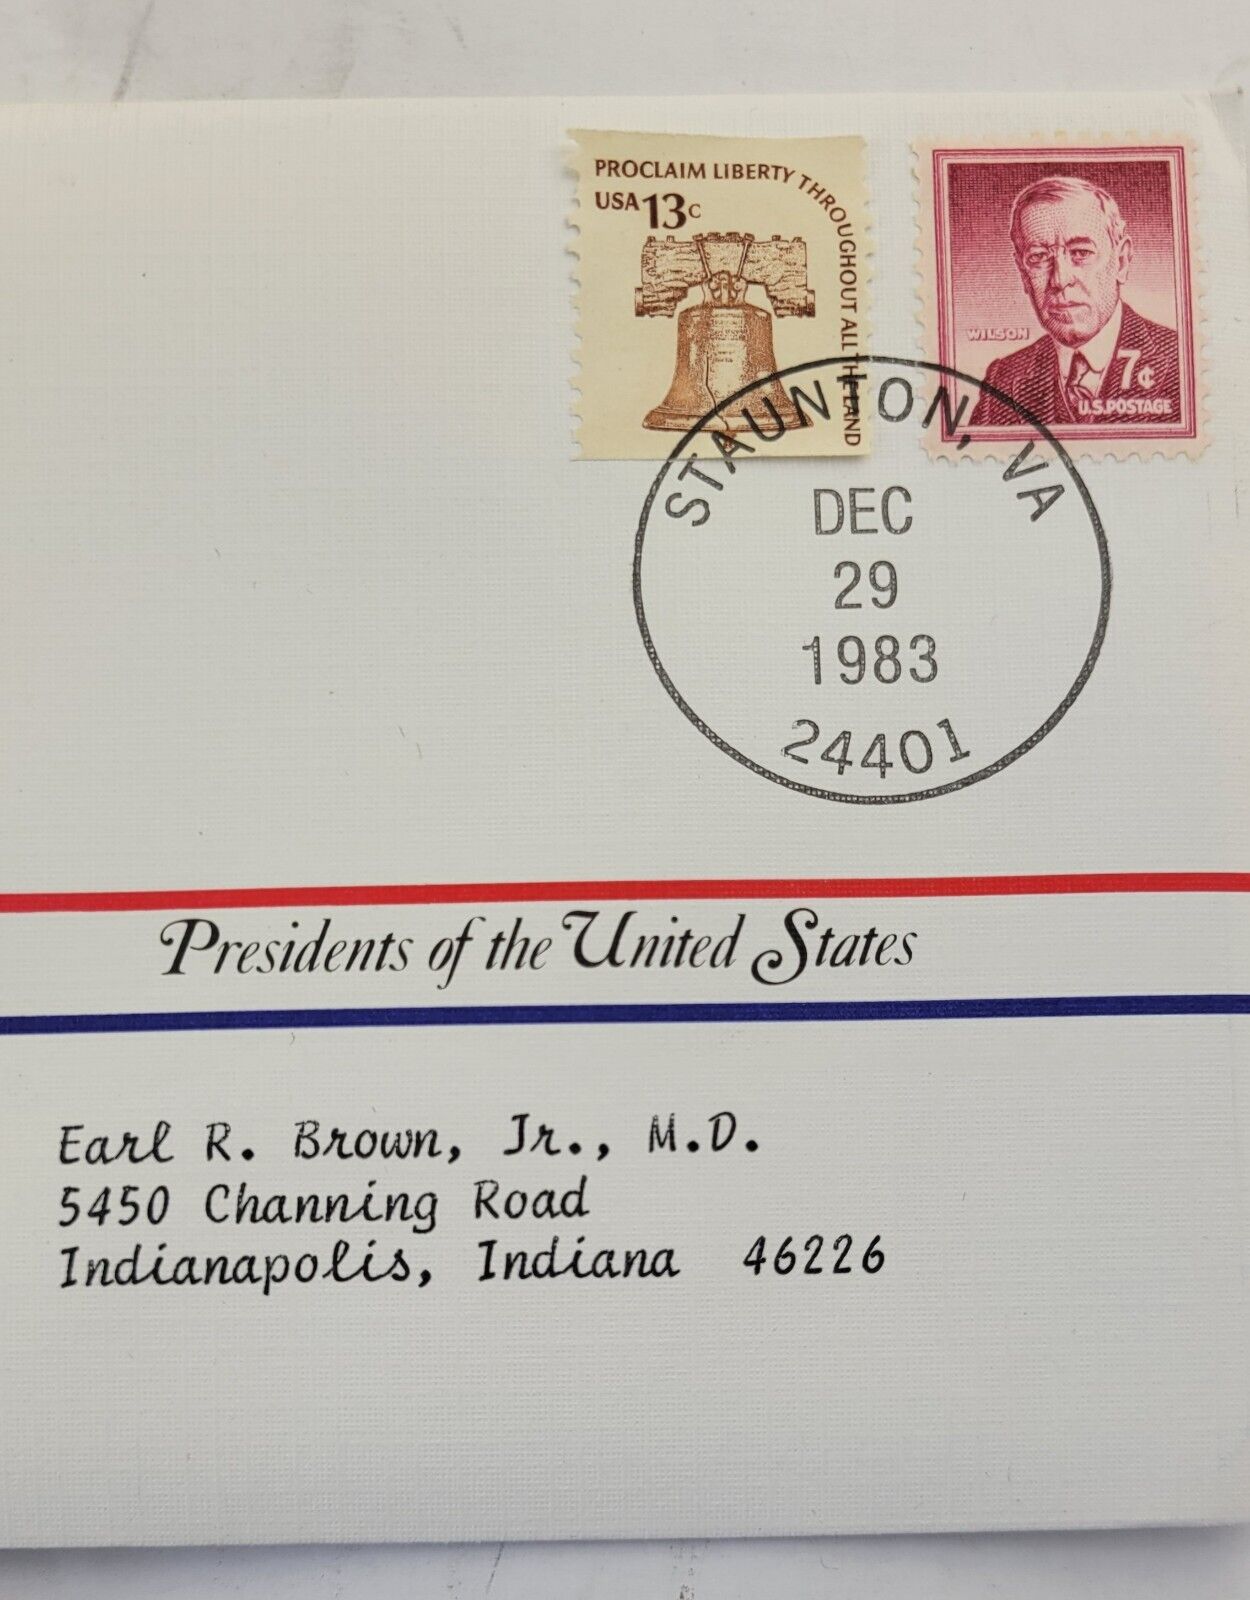 PROCLAIM LIBERTY THROUGHOUT ALL THE LAND
USA 13c
WILSON
7¢
U.S. POSTAGE
STAUNTON, VA
DEC
29
1983
24401
Presidents of the United States
Earl R. Brown, Jr., M.D.
5450 Channing Road
Indianapolis, Indiana 46226